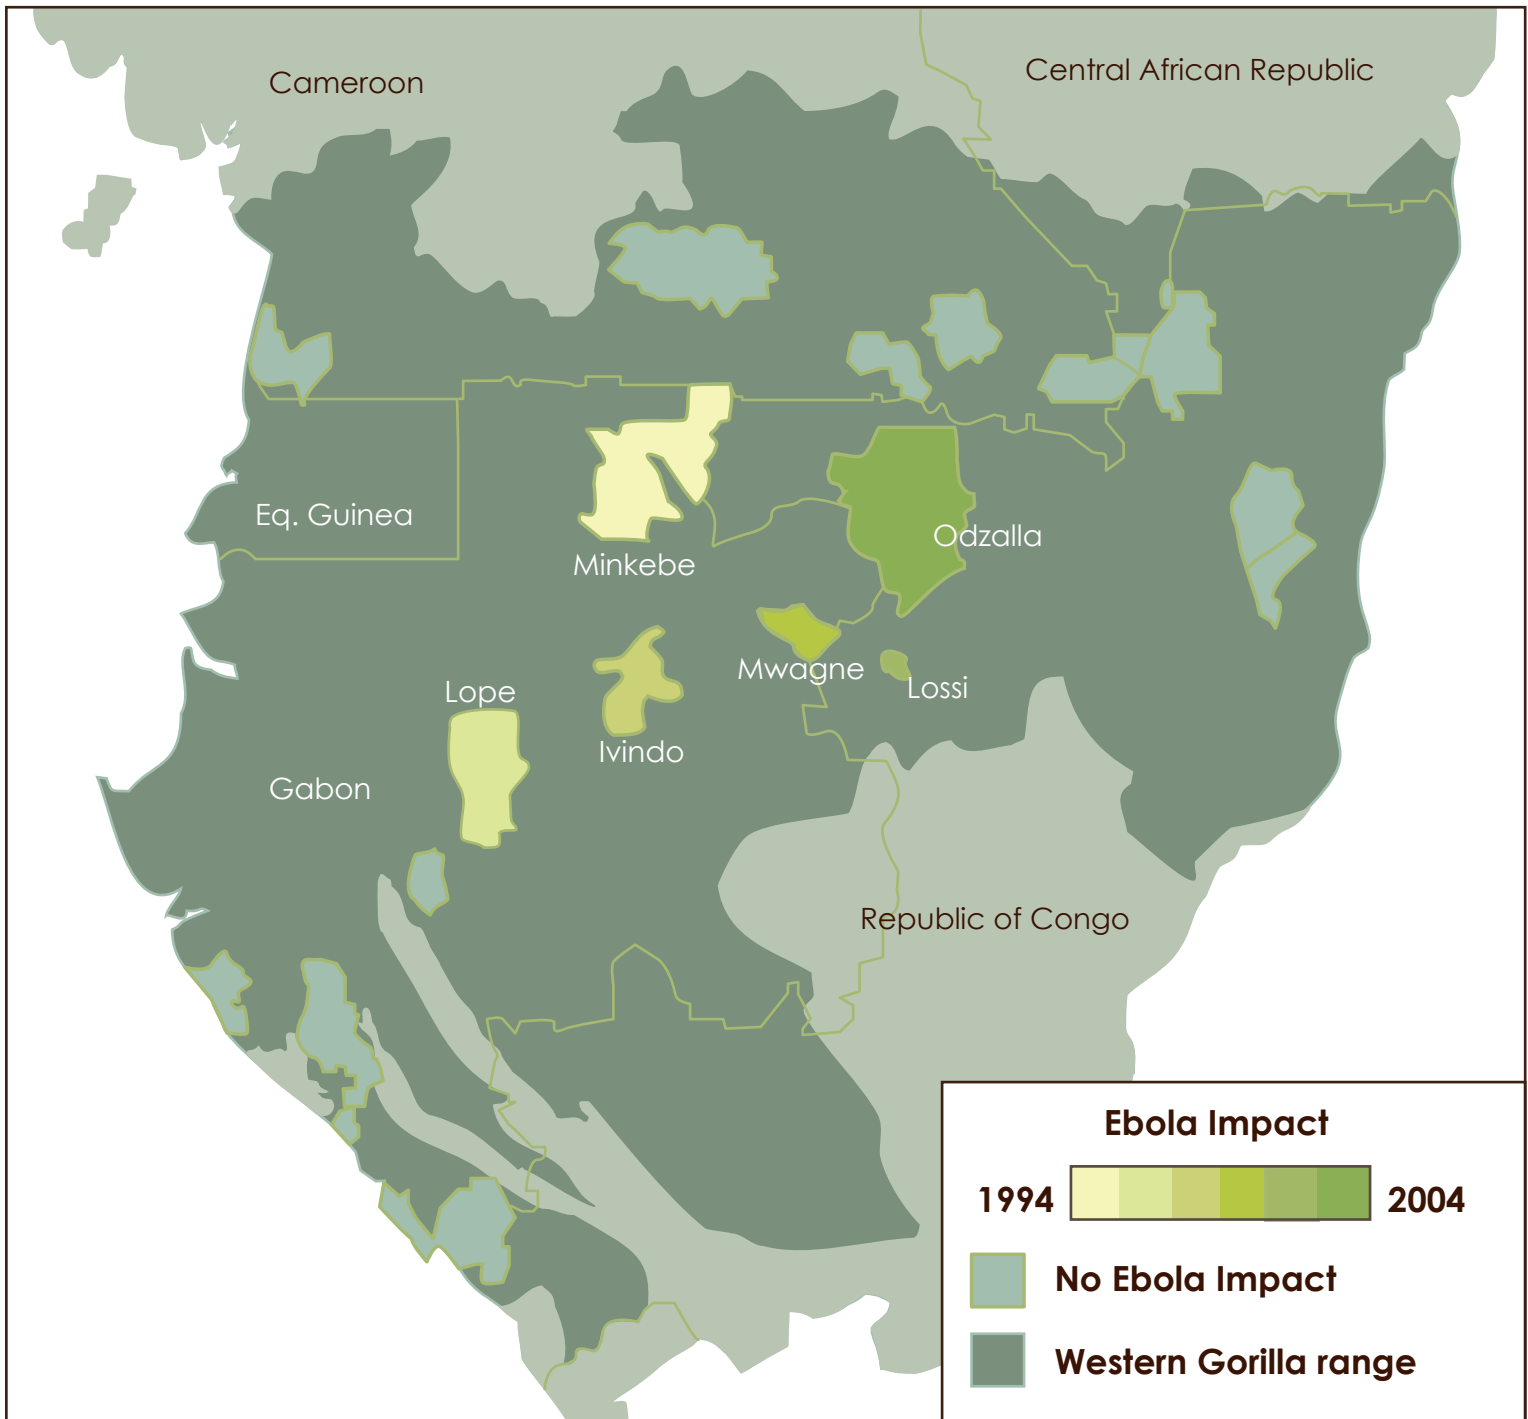 Cameroon
Central African Republic
Eq. Guinea
Odzalla
Minkebe
Mwagne
Lossi
Lope
Ivindo
Gabon
Republic of Congo
Ebola Impact
1994
2004
No Ebola Impact
Western Gorilla range